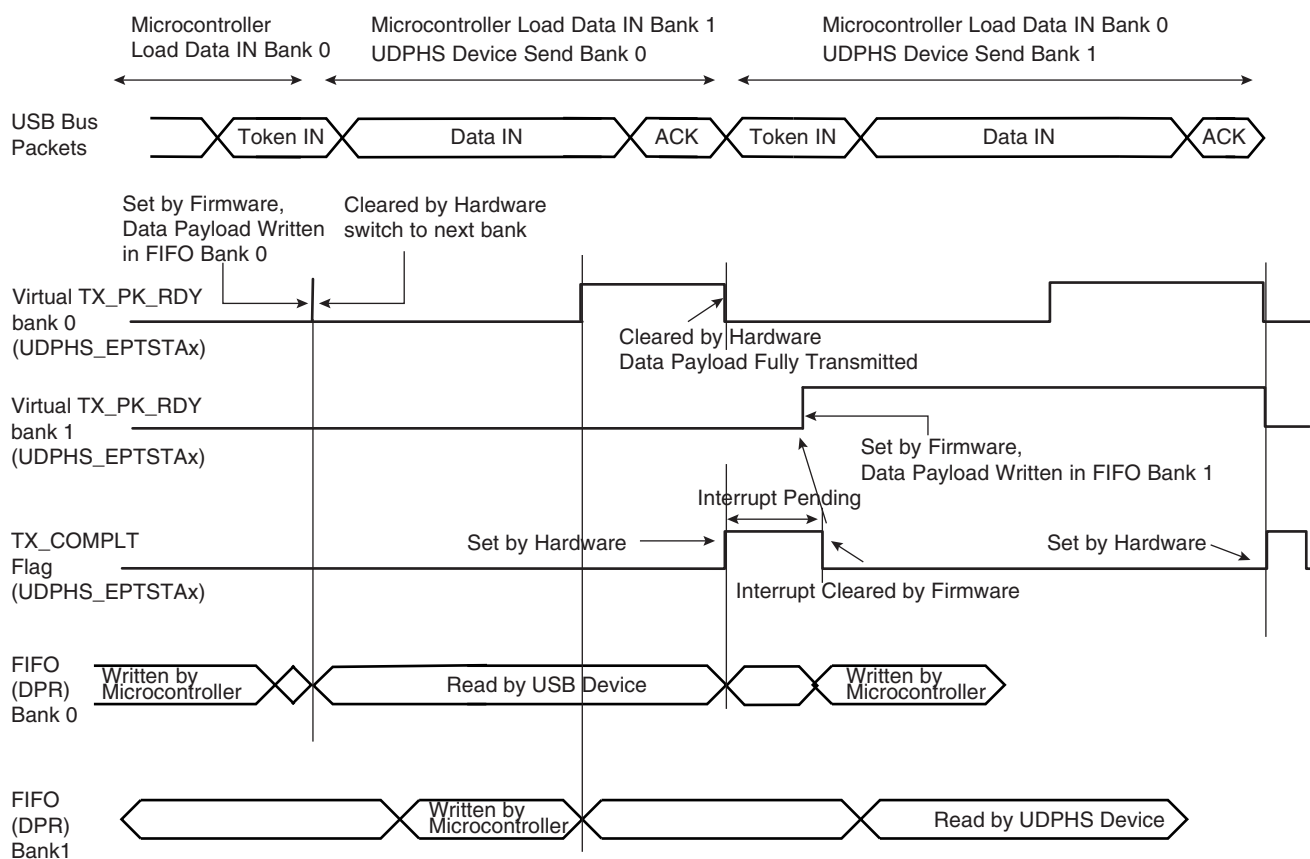 Microcontroller
Load Data IN Bank 0
Microcontroller Load Data IN Bank 1
UDPHS Device Send Bank 0
Microcontroller Load Data IN Bank 0
UDPHS Device Send Bank 1
USB Bus
Packets
Token IN
Data IN
ACK
Token IN
Data IN
ACK
Set by Firmware,
Data Payload Written
in FIFO Bank 0
Cleared by Hardware
switch to next bank
Virtual TX_PK_RDY
bank 0
(UDPHS_EPTSTAx)
Cleared by Hardware
Data Payload Fully Transmitted
Virtual TX_PK_RDY
bank 1
(UDPHS_EPTSTAx)
Set by Firmware,
Data Payload Written in FIFO Bank 1
Interrupt Pending
TX_COMPLT
Flag
(UDPHS_EPTSTAx)
Set by Hardware
Set by Hardware
Interrupt Cleared by Firmware
FIFO
(DPR)
Bank 0
Written by
Microcontroller
Read by USB Device
Written by
Microcontroller
FIFO
(DPR)
Bank1
Written by
Microcontroller
Read by UDPHS Device